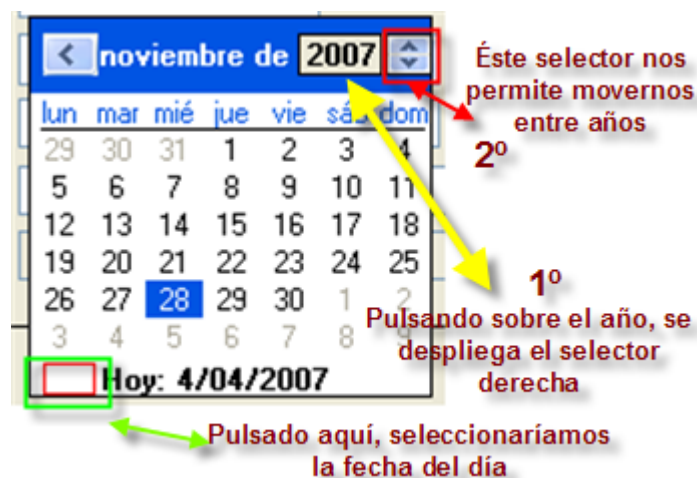 noviembre de 2007
lun mar mié jue vie sáb dom
29 30 31 1 2 3 4
5 6 7 8 9 10 11
12 13 14 15 16 17 18
19 20 21 22 23 24 25
26 27 28 29 30 1 2
3 4 5 6 7 8 9
Hoy: 4/04/2007
Éste selector nos
permite movernos
entre años
2º
1º
Pulsando sobre el año, se
despliega el selector
derecha
Pulsado aquí, seleccionaríamos
la fecha del día